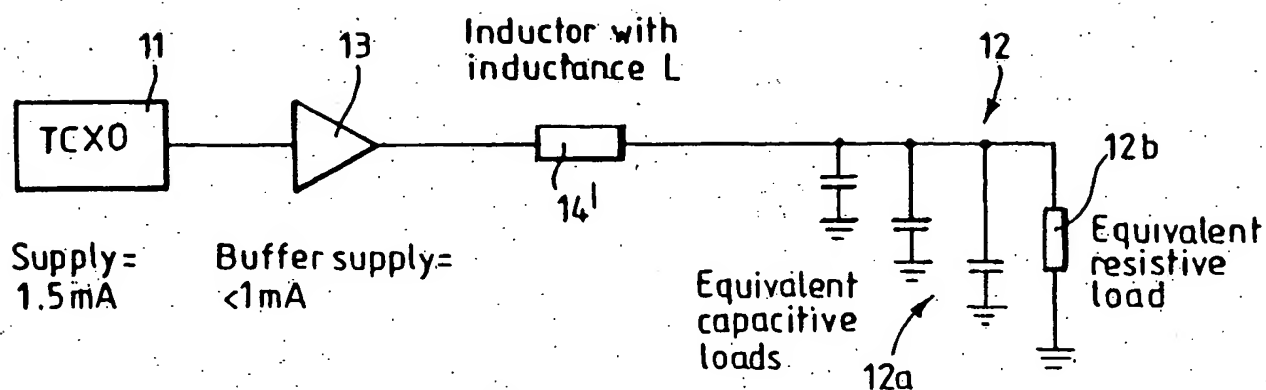 11
13
Inductor with
inductance L
12
TCXO
12b
14'
Supply=
1.5mA
Buffer supply=
<1mA
Equivalent
capacitive
loads
12a
Equivalent
resistive
load